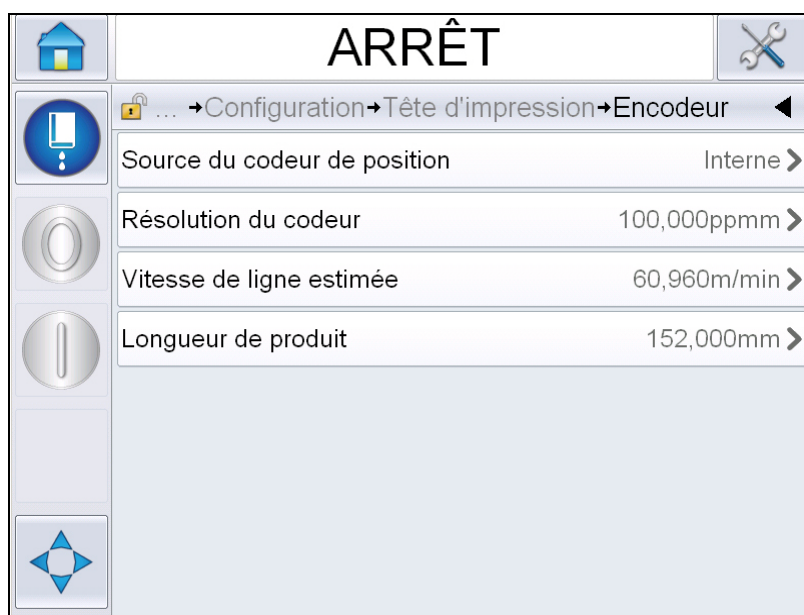 ARRÊT
... →Configuration→Tête d'impression→Encodeur
Source du codeur de position Interne
Résolution du codeur 100,000ppmm
Vitesse de ligne estimée 60,960m/min
Longueur de produit 152,000mm